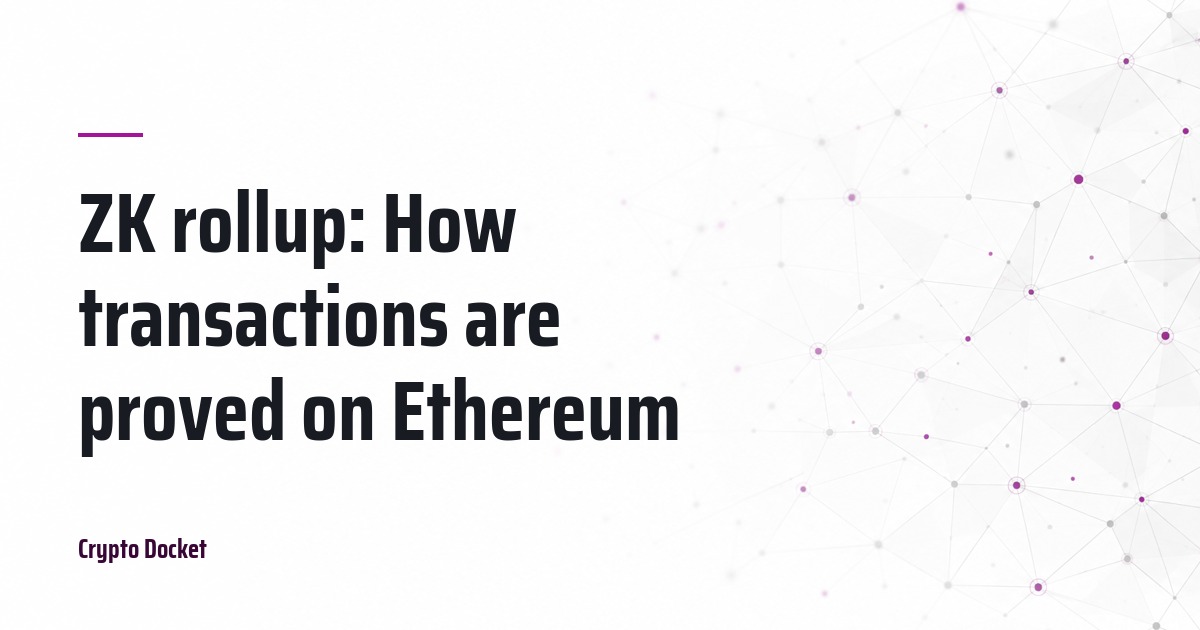 ZK rollup: How
transactions are
proved on Ethereum
Crypto Docket